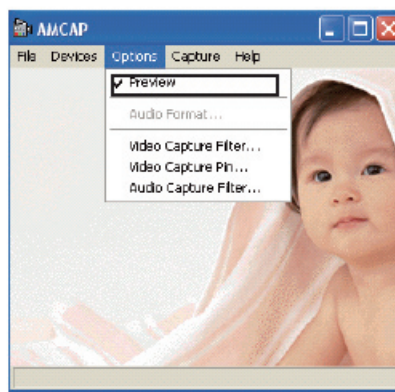 AMCAP
File Devices Options Capture Help
Preview
Audio Format...
Video Capture Filter...
Video Capture Pin...
Audio Capture Filter...